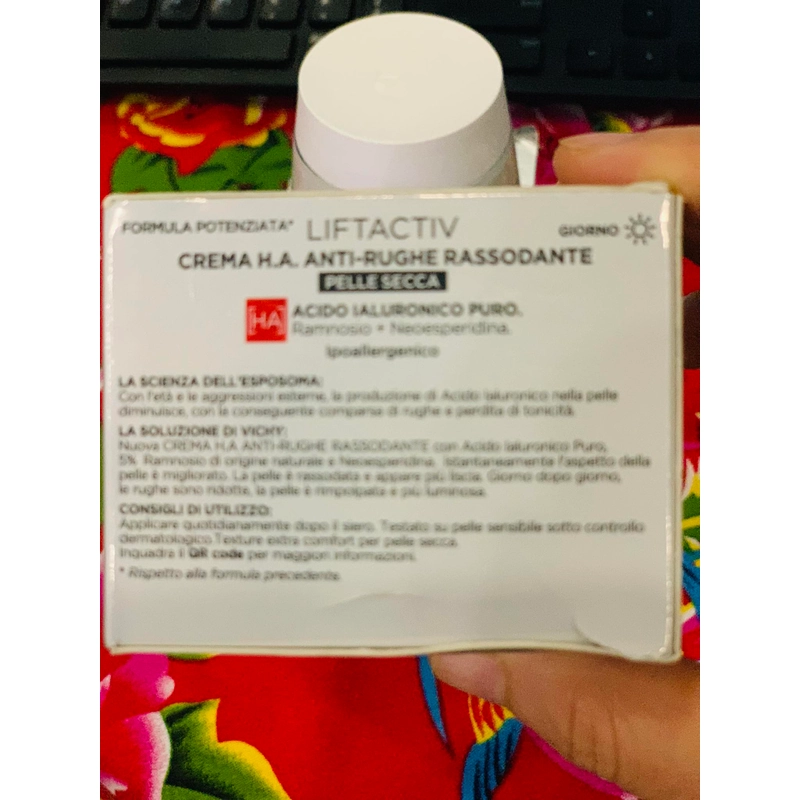 FORMULA POTENZIATA* LIFTACTIV GIORNO
CREMA H.A. ANTI-RUGHE RASSODANTE
PELLE SECCA
[HA] ACIDO IALURONICO PURO.
Ramnosio + Neoesperidina.
Ipoallergenico
LA SCIENZA DELL'ESPOSOMA:
Con l'età e le aggressioni esterne, la produzione di Acido Ialuronico nella pelle
diminuisce, con la conseguente comparsa di rughe e perdita di tonicità.
LA SOLUZIONE DI VICHY:
Nuova CREMA H.A. ANTI-RUGHE RASSODANTE con Acido Ialuronico Puro,
5% Ramnosio di origine naturale e Neoesperidina. Istantaneamente l'aspetto della
pelle è migliorato. La pelle è rassodata e appare più liscia. Giorno dopo giorno,
le rughe sono ridotte, la pelle è rimpolpata e più luminosa.
CONSIGLI DI UTILIZZO:
Applicare quotidianamente dopo il siero. Testato su pelle sensibile sotto controllo
dermatologico.Texture extra comfort per pelle secca.
Inquadra il QR code per maggiori informazioni.
* Rispetto alla formula precedente.